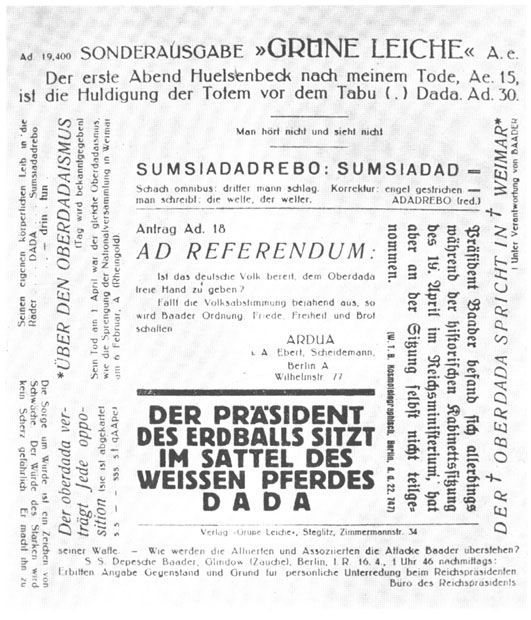 Ad 19,400 SONDERAUSGABE »GRÜNE LEICHE« A. e.
Der erste Abend Huelsenbeck nach meinem Tode, Ae. 15,
ist die Huldigung der Totem vor dem Tabu (.) Dada. Ad. 30.
Man hört nicht und sieht nicht
SUMSIADADREBO: SUMSIADAD =
Schach omnibus: dritter mann schlag. Korreklur: engel gestrichen —
man schreibt: die welle, der weller. ADADREBO (red.)
Antrag Ad. 18
AD REFERENDUM:
Ist das deutsche Volk bereit, dem Oberdada
freie Hand zu geben?
Fällt die Volksabstimmung bejahend aus, so
wird Baader Ordnung, Friede, Freiheit und Brot
schaffen
ARDUA
i. A. Ebert, Scheidemann,
Berlin A
Wilhelmstr. 77
DER PRÄSIDENT
DES ERDBALLS SITZT
IM SATTEL DES
WEISSEN PFERDES
DADA
Verlag »Grüne Leiche«, Steglitz, Zimmermannstr. 34
Seinen eigenen körperlichen Leib in die
Räder . . . DADA . . . Sumsiadadrebo
— drin tun
*ÜBER DEN OBERDADAISMUS
(Tag wird bekanntgegeben)
Sein Tod am 1 April war der gleiche Oberdadaismus,
wie die Sprengung der Nationalversammlung in Weimar
am 6 Februar, A (Rheingold).
Die Sorge um Würde ist ein Zeichen von
Schwäche. Der Würde des Starken wird
kein Scherz gefährlich. Er macht ihn zu
Der oberdada ver-
trägt jede oppo-
sition (sie ist abgekartet
Präsident Baader befand sich allerdings
während der historischen Kabinettssitzung
des 19. April im Reichsministerium, hat
aber an der Sitzung selbst nicht teilge-
nommen.
DER† OBERDADA SPRICHT IN† WEIMAR*
† Unter Verantwortung von BAADER
seiner Waffe. — Wie werden die Alliierten und Assoziierten die Attacke Baader überstehen?
S. S. Depesche Baader, Glindow (Zauche), Berlin, I. R. 16. 4., 1 Uhr 46 nachmittags:
Erbitten Angabe Gegenstand und Grund für persönliche Unterredung beim Reichspräsidenten
Büro des Reichspräsidents